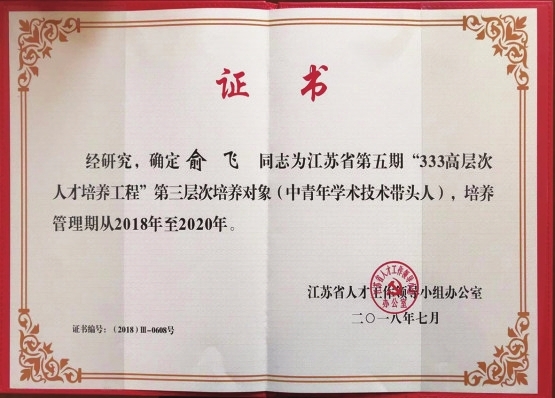 证书
经研究，确定 俞飞 同志为江苏省第五期“333高层次
人才培养工程”第三层次培养对象（中青年学术技术带头人），培养
管理期从2018年至2020年。
江苏省人才工作领导小组办公室
二〇一八年七月
证书编号：（2018）Ⅲ-0608号